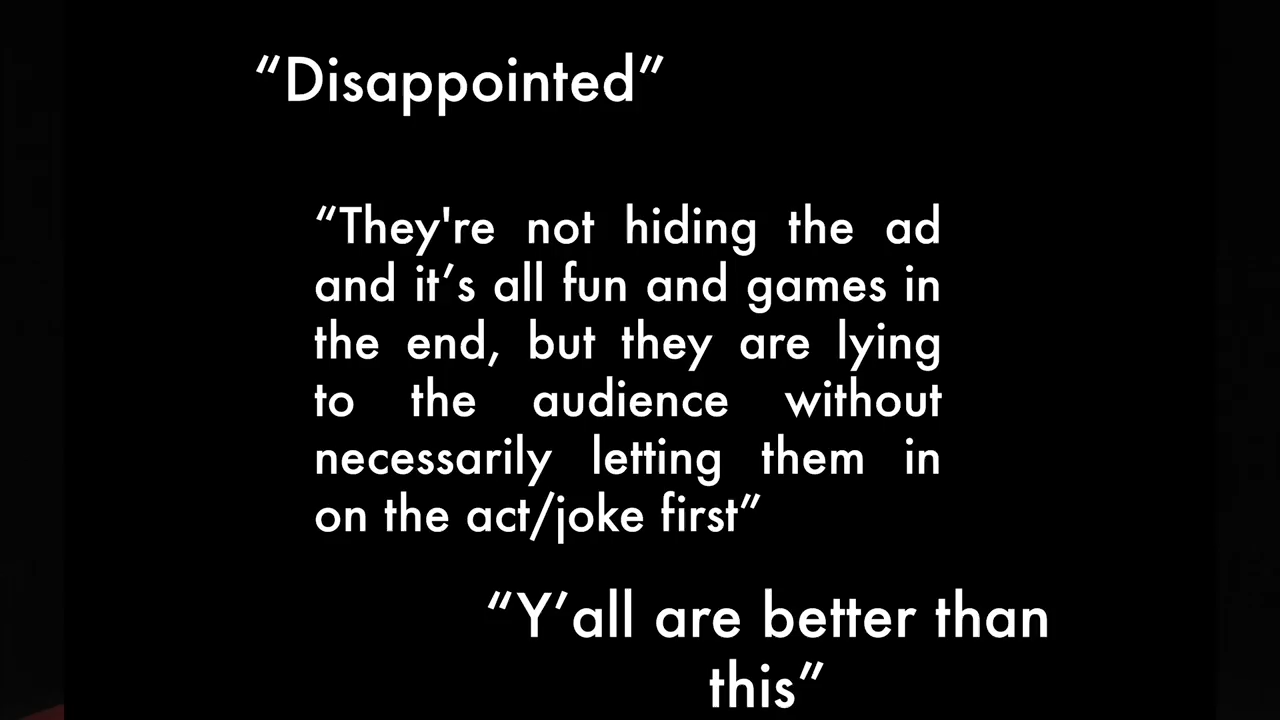 “Disappointed”
“They're not hiding the ad
and it’s all fun and games in
the end, but they are lying
to the audience without
necessarily letting them in
on the act/joke first”
“Y’all are better than
this”